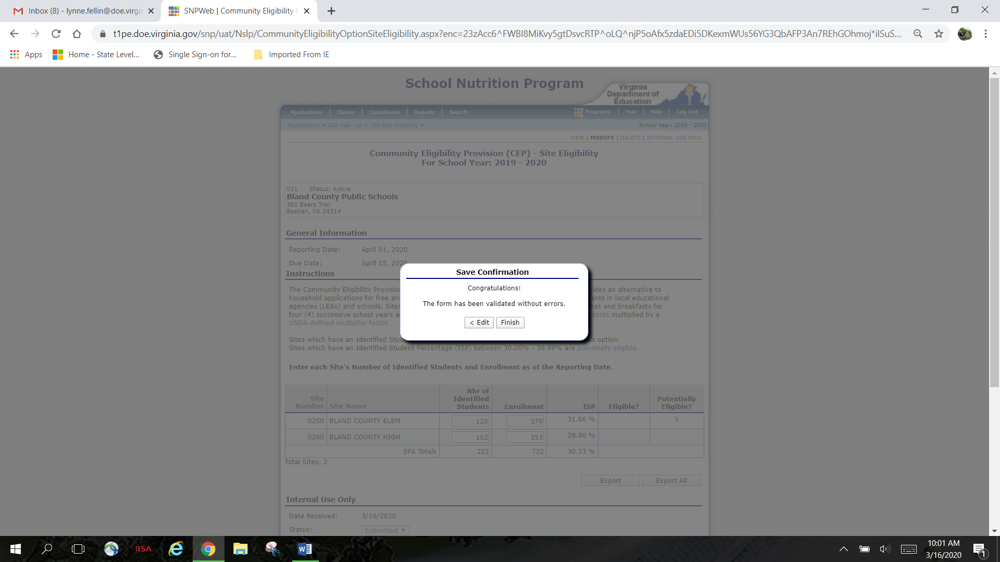 Inbox (8) - lynne.fellin@doe.virgi
SNPWeb | Community Eligibility
t1pe.doe.virginia.gov/snp/uat/Nslp/CommunityEligibilityOptionSiteEligibility.aspx?enc=23zAcc6^FWBI8MiKvy5gtDsvcRTP^oLQ^njP5oAfx5zdaEDi5DKexmWUs56YG3QbAFP3An7REhGOhmoj*iISuS...
Apps
Home - State Level...
Single Sign-on for...
Imported From IE
School Nutrition Program
Virginia
Department of
Education
Applications | Claims | Compliance | Reports | Search
Programs | Year | Help | Log Out
Applications > CEP Year List > CEP Site Eligibility >
School Year: 2019 - 2020
VIEW | MODIFY | DELETE | INTERNAL USE ONLY
Community Eligibility Provision (CEP) - Site Eligibility
For School Year: 2019 - 2020
011 Status: Active
Bland County Public Schools
361 Bears Trail
Bastian, VA 24314
General Information
Reporting Date: April 01, 2020
Due Date: April 15, 2020
Instructions
Save Confirmation
Congratulations!
The form has been validated without errors.
< Edit Finish
The Community Eligibility Provision ides an alternative to
household applications for free an ents in local educational
agencies (LEAs) and schools. Sites hes and breakfasts for
four (4) successive school years a dents multiplied by a
USDA-defined multiplier factor.
Sites which have an Identified Stud s option.
Sites which have an Identified Student Percentage (ISP) between 30.00% - 39.99% are potentially eligible.
Enter each Site's Number of Identified Students and Enrollment as of the Reporting Date.
Site Number Site Name Nbr of Identified Students Enrollment ISP Eligible? Potentially Eligible?
0250 BLAND COUNTY ELEM 120 379 31.66 % X
0260 BLAND COUNTY HIGH 102 353 28.90 %
SFA Totals 222 732 30.33 %
Total Sites: 2
Export Export All
Internal Use Only
Date Received: 3/16/2020
Status: Submitted
RSA
10:01 AM
3/16/2020
1